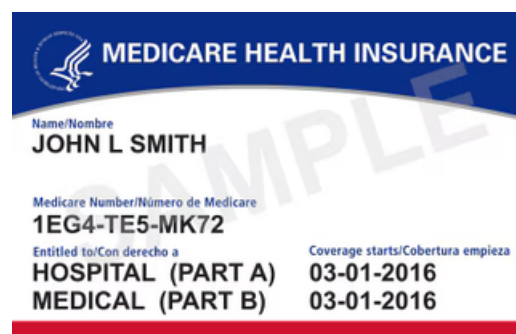 MEDICARE HEALTH INSURANCE
Name/Nombre
JOHN L SMITH
Medicare Number/Número de Medicare
1EG4-TE5-MK72
Entitled to/Con derecho a Coverage starts/Cobertura empieza
HOSPITAL (PART A) 03-01-2016
MEDICAL (PART B) 03-01-2016
SAMPLE